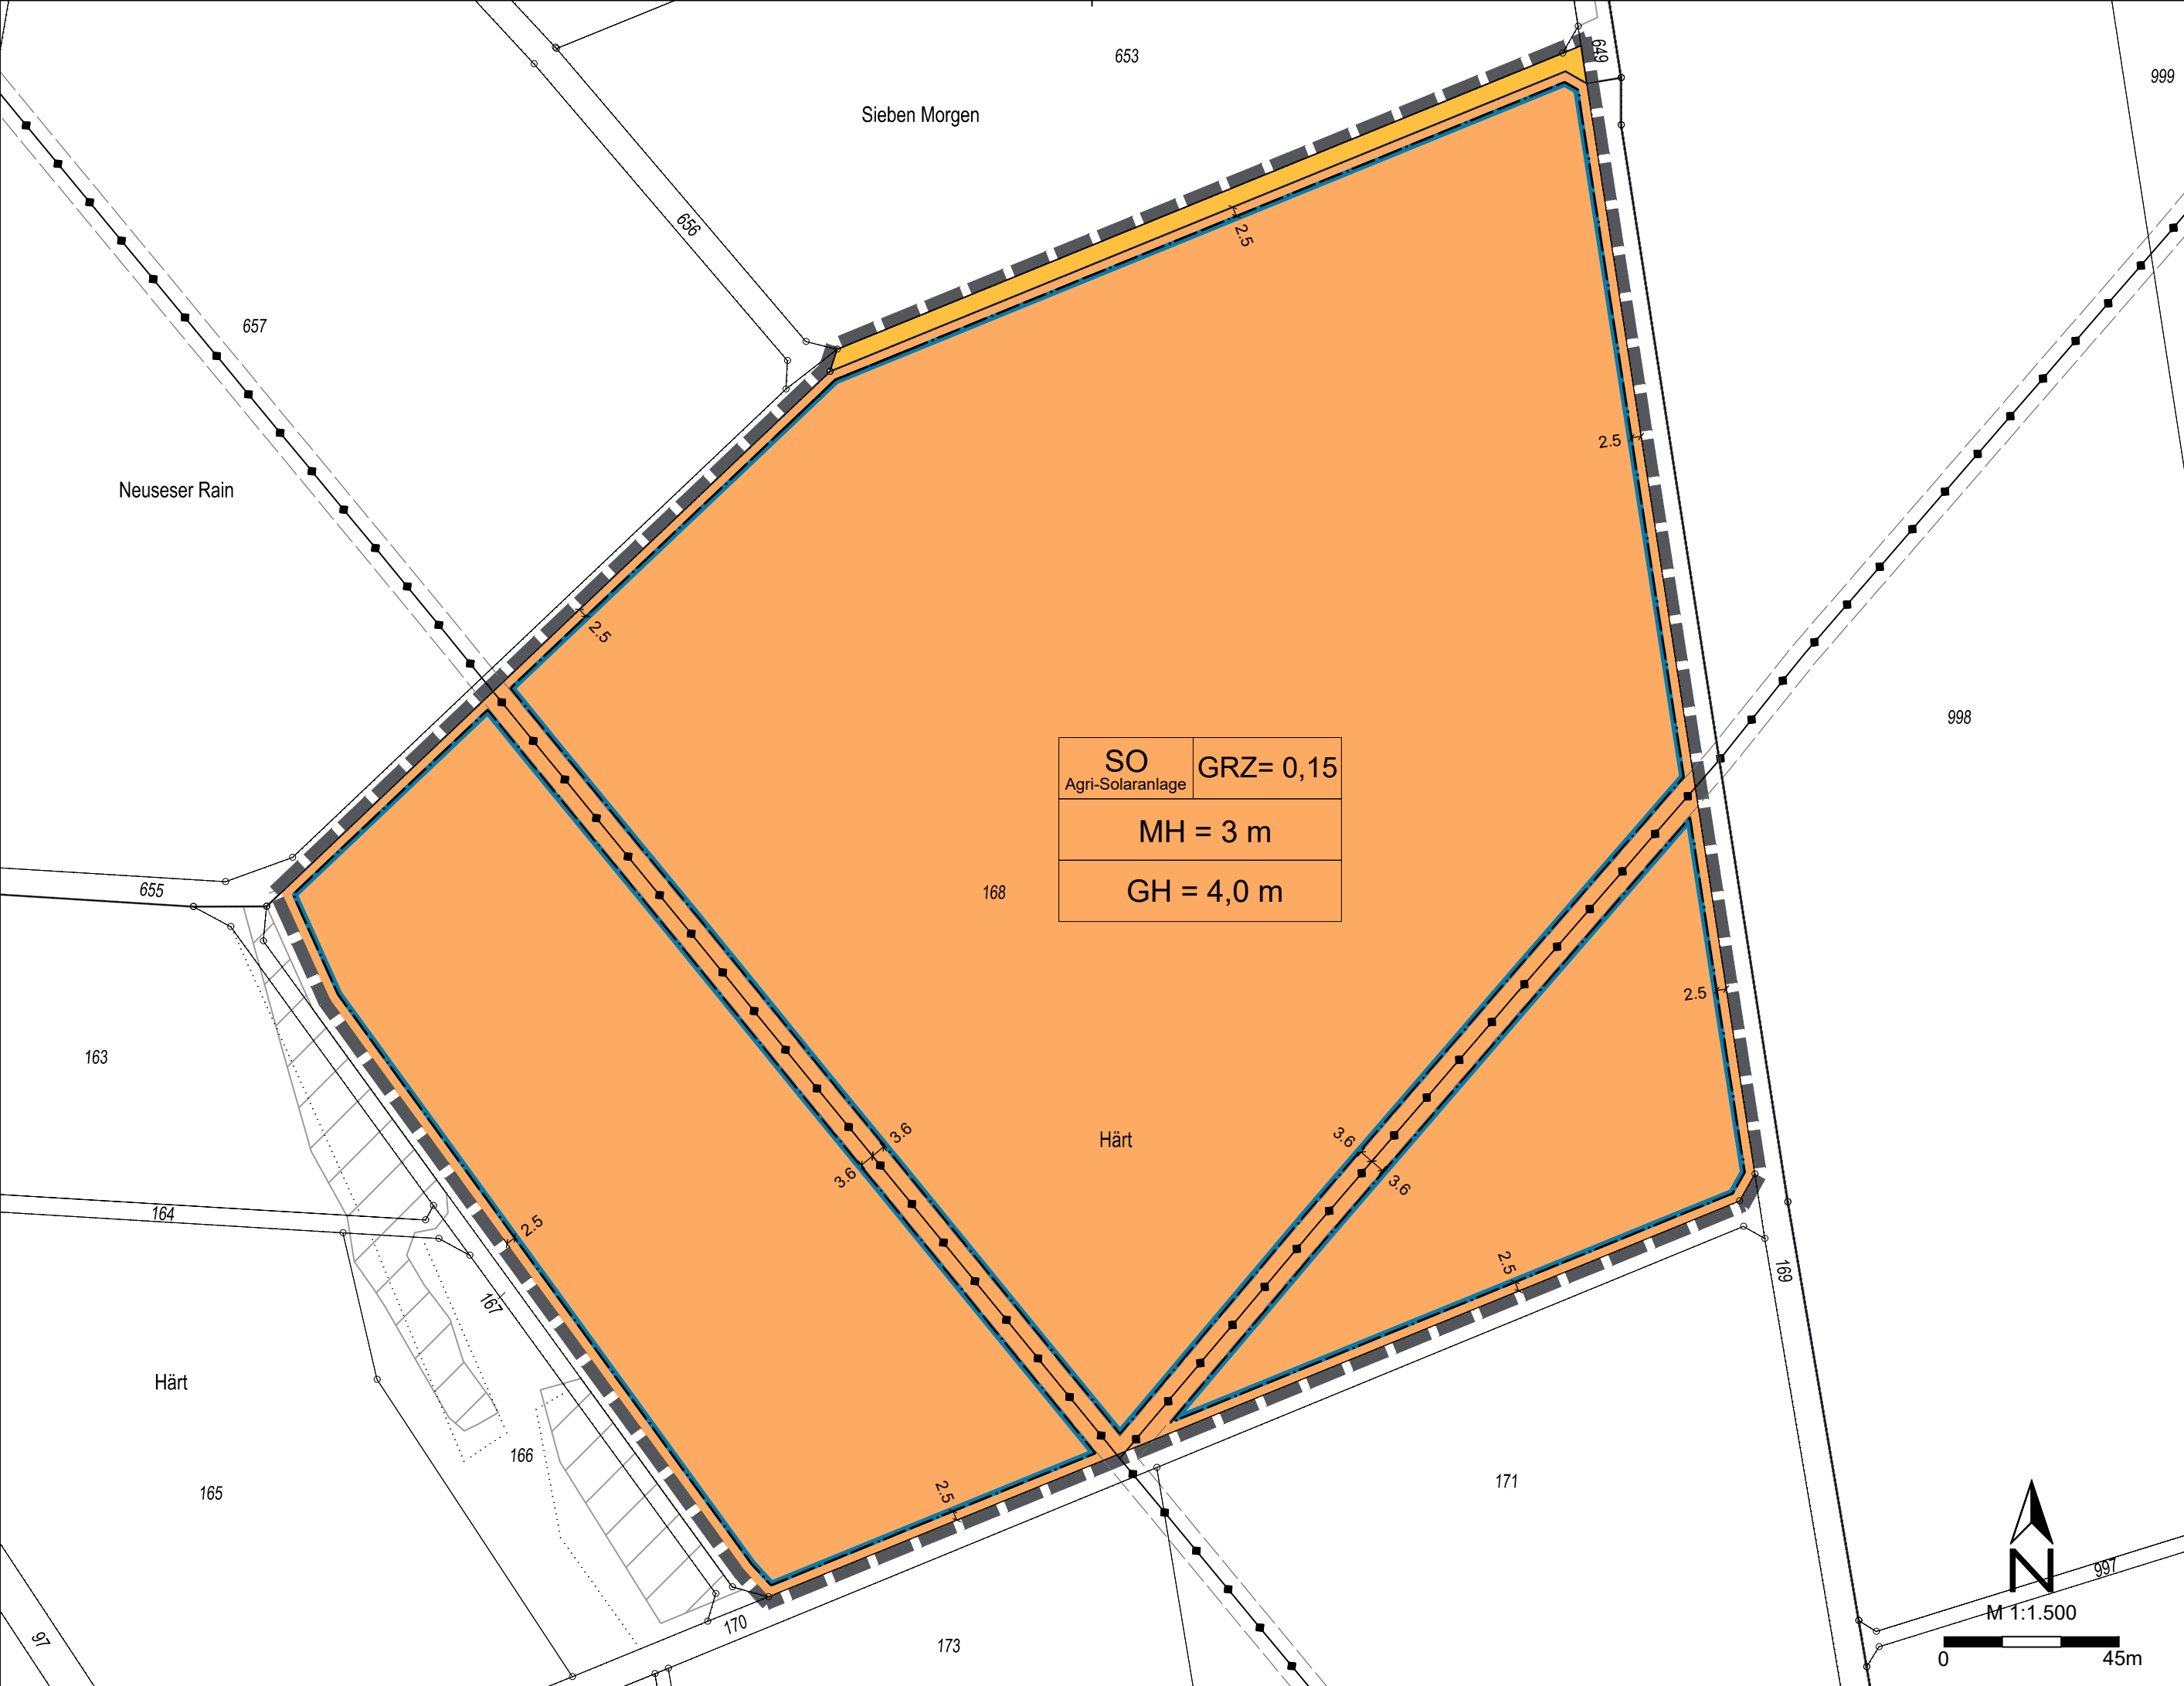 653
649
999
Sieben Morgen
656
2.5
657
2.5
Neuseser Rain
2.5
998
SO
Agri-Solaranlage
GRZ= 0,15
MH = 3 m
GH = 4,0 m
168
655
2.5
163
3.6
3.6
Härt
3.6
3.6
164
2.5
2.5
169
167
Härt
166
165
2.5
171
170
173
97
N
997
M 1:1.500
0
45m